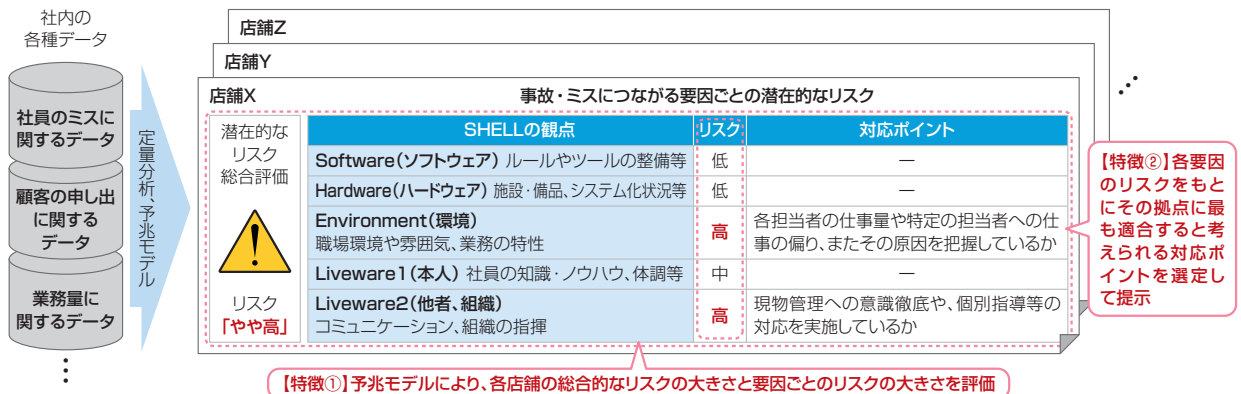 社内の
各種データ
社員のミスに
関するデータ
顧客の申し出
に関する
データ
業務量に
関するデータ
定量分析、予兆モデル
店舗Z
店舗Y
店舗X
事故・ミスにつながる要因ごとの潜在的なリスク
潜在的な
リスク
総合評価
リスク
「やや高」
SHELLの観点 リスク 対応ポイント
Software(ソフトウェア) ルールやツールの整備等 低 ―
Hardware(ハードウェア) 施設・備品、システム化状況等 低 ―
Environment(環境)
職場環境や雰囲気、業務の特性
高
各担当者の仕事量や特定の担当者への仕
事の偏り、またその原因を把握しているか
Liveware1(本人) 社員の知識・ノウハウ、体調等 中 ―
Liveware2(他者、組織)
コミュニケーション、組織の指揮
高
現物管理への意識徹底や、個別指導等の
対応を実施しているか
【特徴②】各要因
のリスクをもと
にその拠点に最
も適合すると考
えられる対応ポ
イントを選定し
て提示
【特徴①】予兆モデルにより、各店舗の総合的なリスクの大きさと要因ごとのリスクの大きさを評価